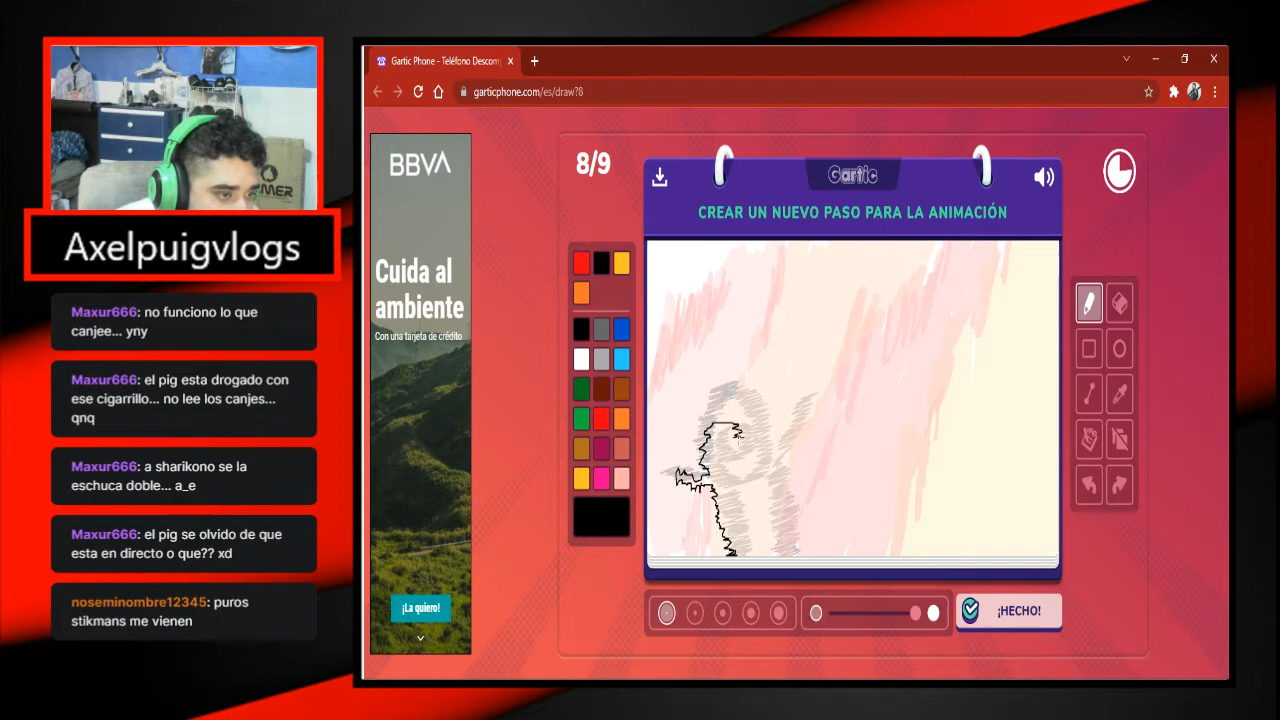 Axelpuigvlogs
Maxur666: no funciono lo que
canjee... yny
Maxur666: el pig esta drogado con
ese cigarrillo... no lee los canjes...
qnq
Maxur666: a sharikono se la
eschuca doble... a_e
Maxur666: el pig se olvido de que
esta en directo o que?? xd
noseminombre12345: puros
stikmans me vienen
Gartic Phone - Teléfono Descom
garticphone.com/es/draw?8
BBVA
Cuida al
ambiente
Con una tarjeta de crédito
¡La quiero!
8/9
Gartic
CREAR UN NUEVO PASO PARA LA ANIMACIÓN
¡HECHO!